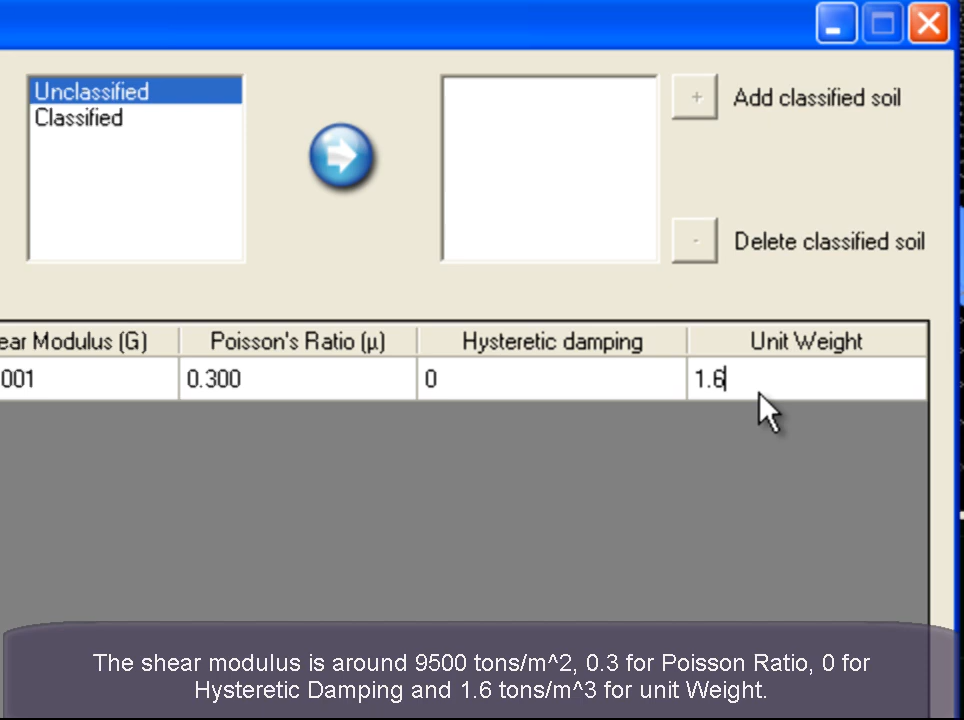 Unclassified
Classified
+ Add classified soil
- Delete classified soil
ear Modulus (G) Poisson's Ratio (μ) Hysteretic damping Unit Weight
001 0.300 0 1.6
The shear modulus is around 9500 tons/m^2, 0.3 for Poisson Ratio, 0 for
Hysteretic Damping and 1.6 tons/m^3 for unit Weight.